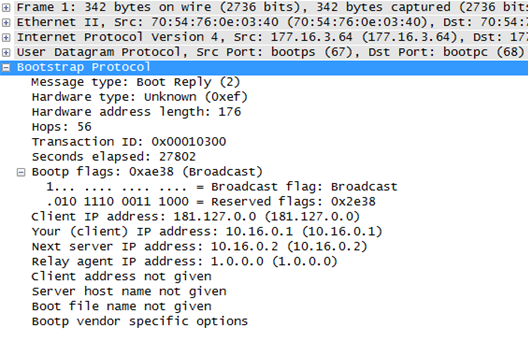 Frame 1: 342 bytes on wire (2736 bits), 342 bytes captured (2736 bits
Ethernet II, Src: 70:54:76:0e:03:40 (70:54:76:0e:03:40), Dst: 70:54:
Internet Protocol Version 4, Src: 177.16.3.64 (177.16.3.64), Dst: 177
User Datagram Protocol, Src Port: bootps (67), Dst Port: bootpc (68)
Bootstrap Protocol
Message type: Boot Reply (2)
Hardware type: Unknown (0xef)
Hardware address length: 176
Hops: 56
Transaction ID: 0x00010300
Seconds elapsed: 27802
Bootp flags: 0xae38 (Broadcast)
1... .... .... .... = Broadcast flag: Broadcast
.010 1110 0011 1000 = Reserved flags: 0x2e38
Client IP address: 181.127.0.0 (181.127.0.0)
Your (client) IP address: 10.16.0.1 (10.16.0.1)
Next server IP address: 10.16.0.2 (10.16.0.2)
Relay agent IP address: 1.0.0.0 (1.0.0.0)
Client address not given
Server host name not given
Boot file name not given
Bootp vendor specific options